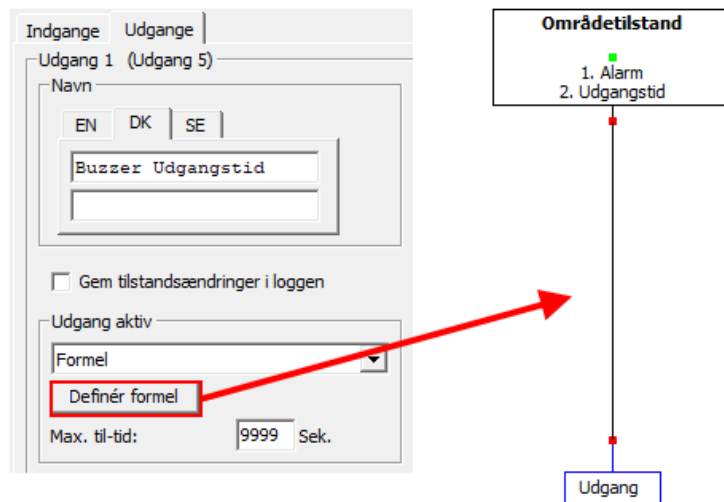 Indgange Udgange
Udgang 1 (Udgang 5)
Navn
EN DK SE
Buzzer Udgangstid
Gem tilstandsændringer i loggen
Udgang aktiv
Formel
Definér formel
Max. til-tid: 9999 Sek.
Områdetilstand
1. Alarm
2. Udgangstid
Udgang